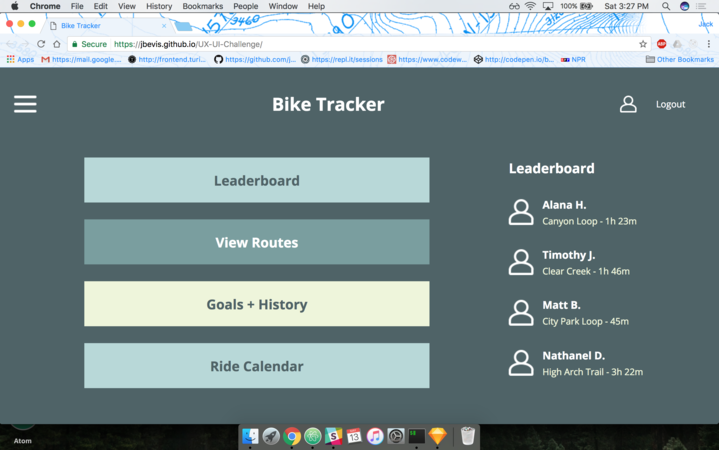 Chrome File Edit View History Bookmarks People Window Help 100% Sat 3:27 PM
3460
Bike Tracker
Jack
Secure https://jbevis.github.io/UX-UI-Challenge/
Apps https://mail.google.... http://frontend.turi... https://github.com/j... https://repl.it/sessions https://www.codew... http://codepen.io/b... NPR Other Bookmarks
Bike Tracker
Logout
Leaderboard
View Routes
Goals + History
Ride Calendar
Leaderboard
Alana H.
Canyon Loop - 1h 23m
Timothy J.
Clear Creek - 1h 46m
Matt B.
City Park Loop - 45m
Nathanel D.
High Arch Trail - 3h 22m
Atom
13